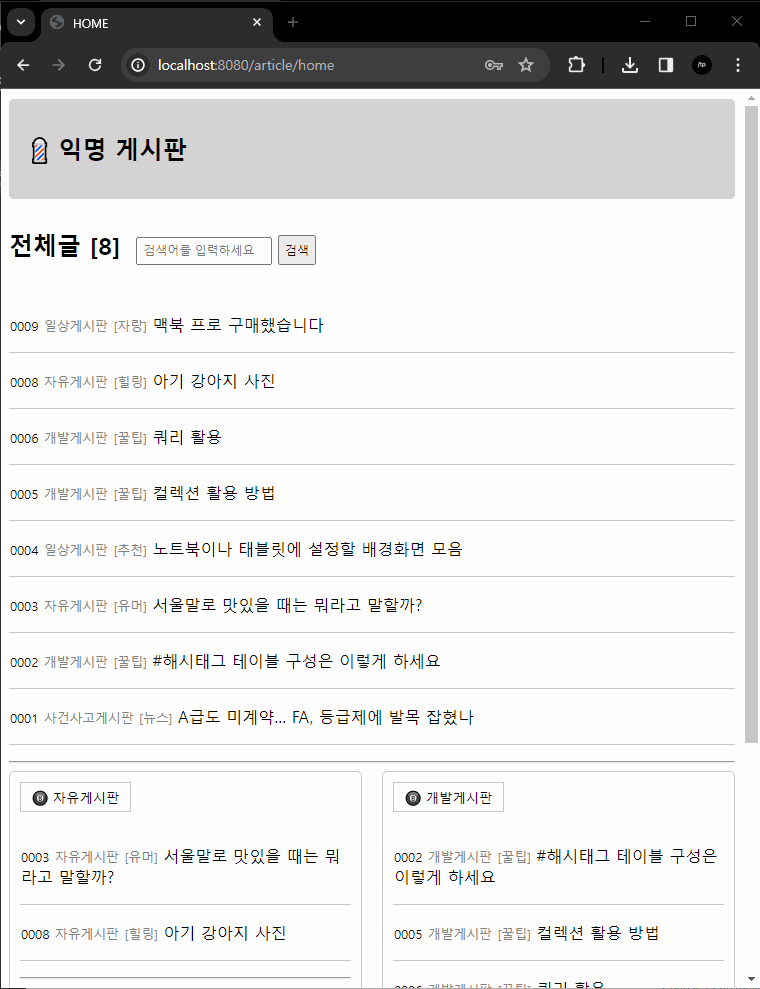 HOME
localhost:8080/article/home
익명 게시판
전체글 [8] 검색어를 입력하세요 검색
0009 일상게시판 [자랑] 맥북 프로 구매했습니다
0008 자유게시판 [힐링] 아기 강아지 사진
0006 개발게시판 [꿀팁] 쿼리 활용
0005 개발게시판 [꿀팁] 컬렉션 활용 방법
0004 일상게시판 [추천] 노트북이나 태블릿에 설정할 배경화면 모음
0003 자유게시판 [유머] 서울말로 맛있을 때는 뭐라고 말할까?
0002 개발게시판 [꿀팁] #해시태그 테이블 구성은 이렇게 하세요
0001 사건사고게시판 [뉴스] A급도 미계약... FA, 등급제에 발목 잡혔나
자유게시판
0003 자유게시판 [유머] 서울말로 맛있을 때는 뭐
라고 말할까?
0008 자유게시판 [힐링] 아기 강아지 사진
개발게시판
0002 개발게시판 [꿀팁] #해시태그 테이블 구성은
이렇게 하세요
0005 개발게시판 [꿀팁] 컬렉션 활용 방법
0006 개발게시판 [꿀팁] 쿼리 활용